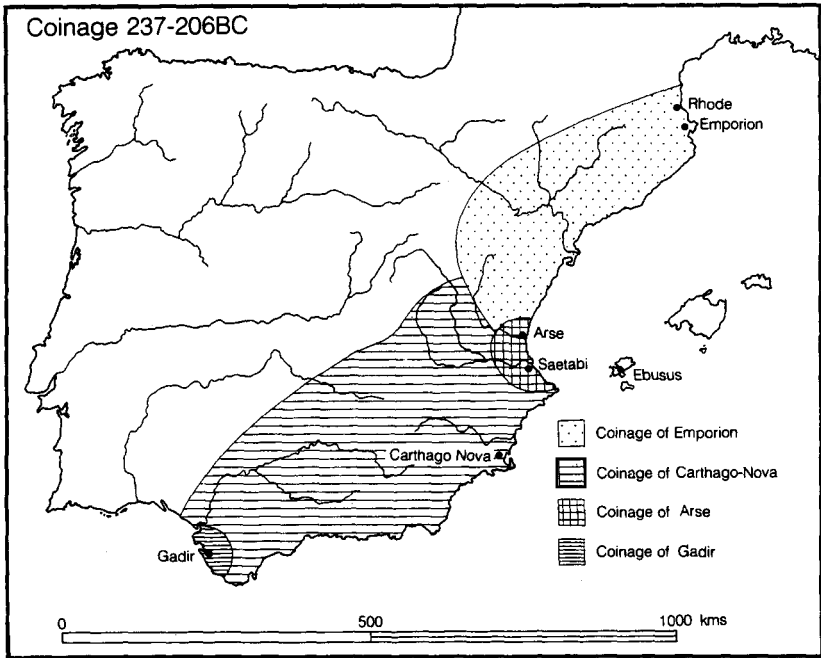 Coinage 237-206BC
Rhode
Emporion
Arse
Saetabi
Ebusus
Carthago Nova
Gadir
Coinage of Emporion
Coinage of Carthago-Nova
Coinage of Arse
Coinage of Gadir
0 500 1000 kms